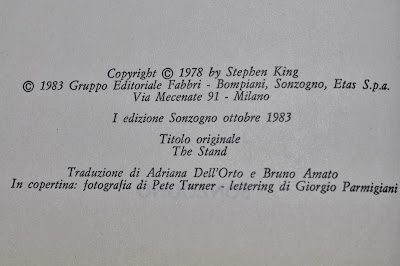 Copyright © 1978 by Stephen King
© 1983 Gruppo Editoriale Fabbri - Bompiani, Sonzogno, Etas S.p.a.
Via Mecenate 91 - Milano
I edizione Sonzogno ottobre 1983
Titolo originale
The Stand
Traduzione di Adriana Dell'Orto e Bruno Amato
In copertina: fotografia di Pete Turner - lettering di Giorgio Parmigiani